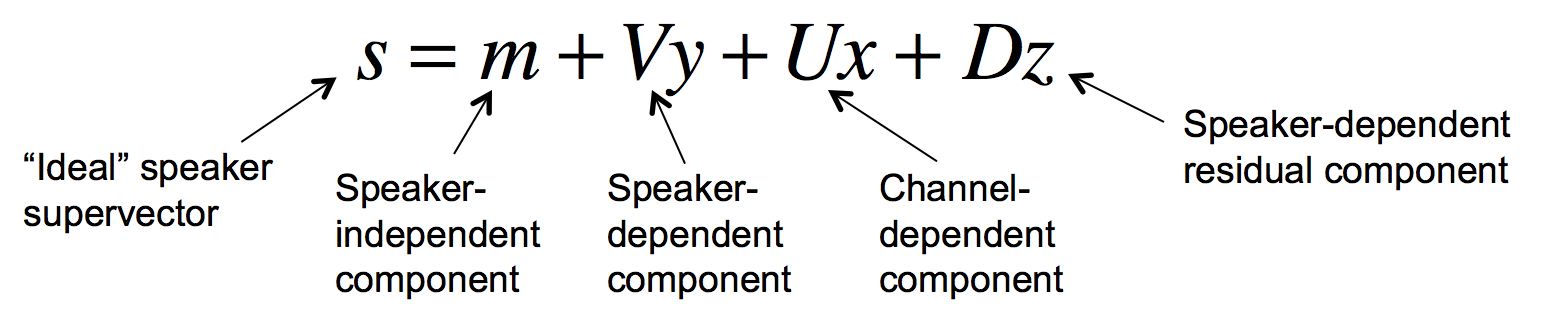 s = m + Vy + Ux + Dz
“Ideal” speaker
supervector
Speaker-
independent
component
Speaker-
dependent
component
Channel-
dependent
component
Speaker-dependent
residual component